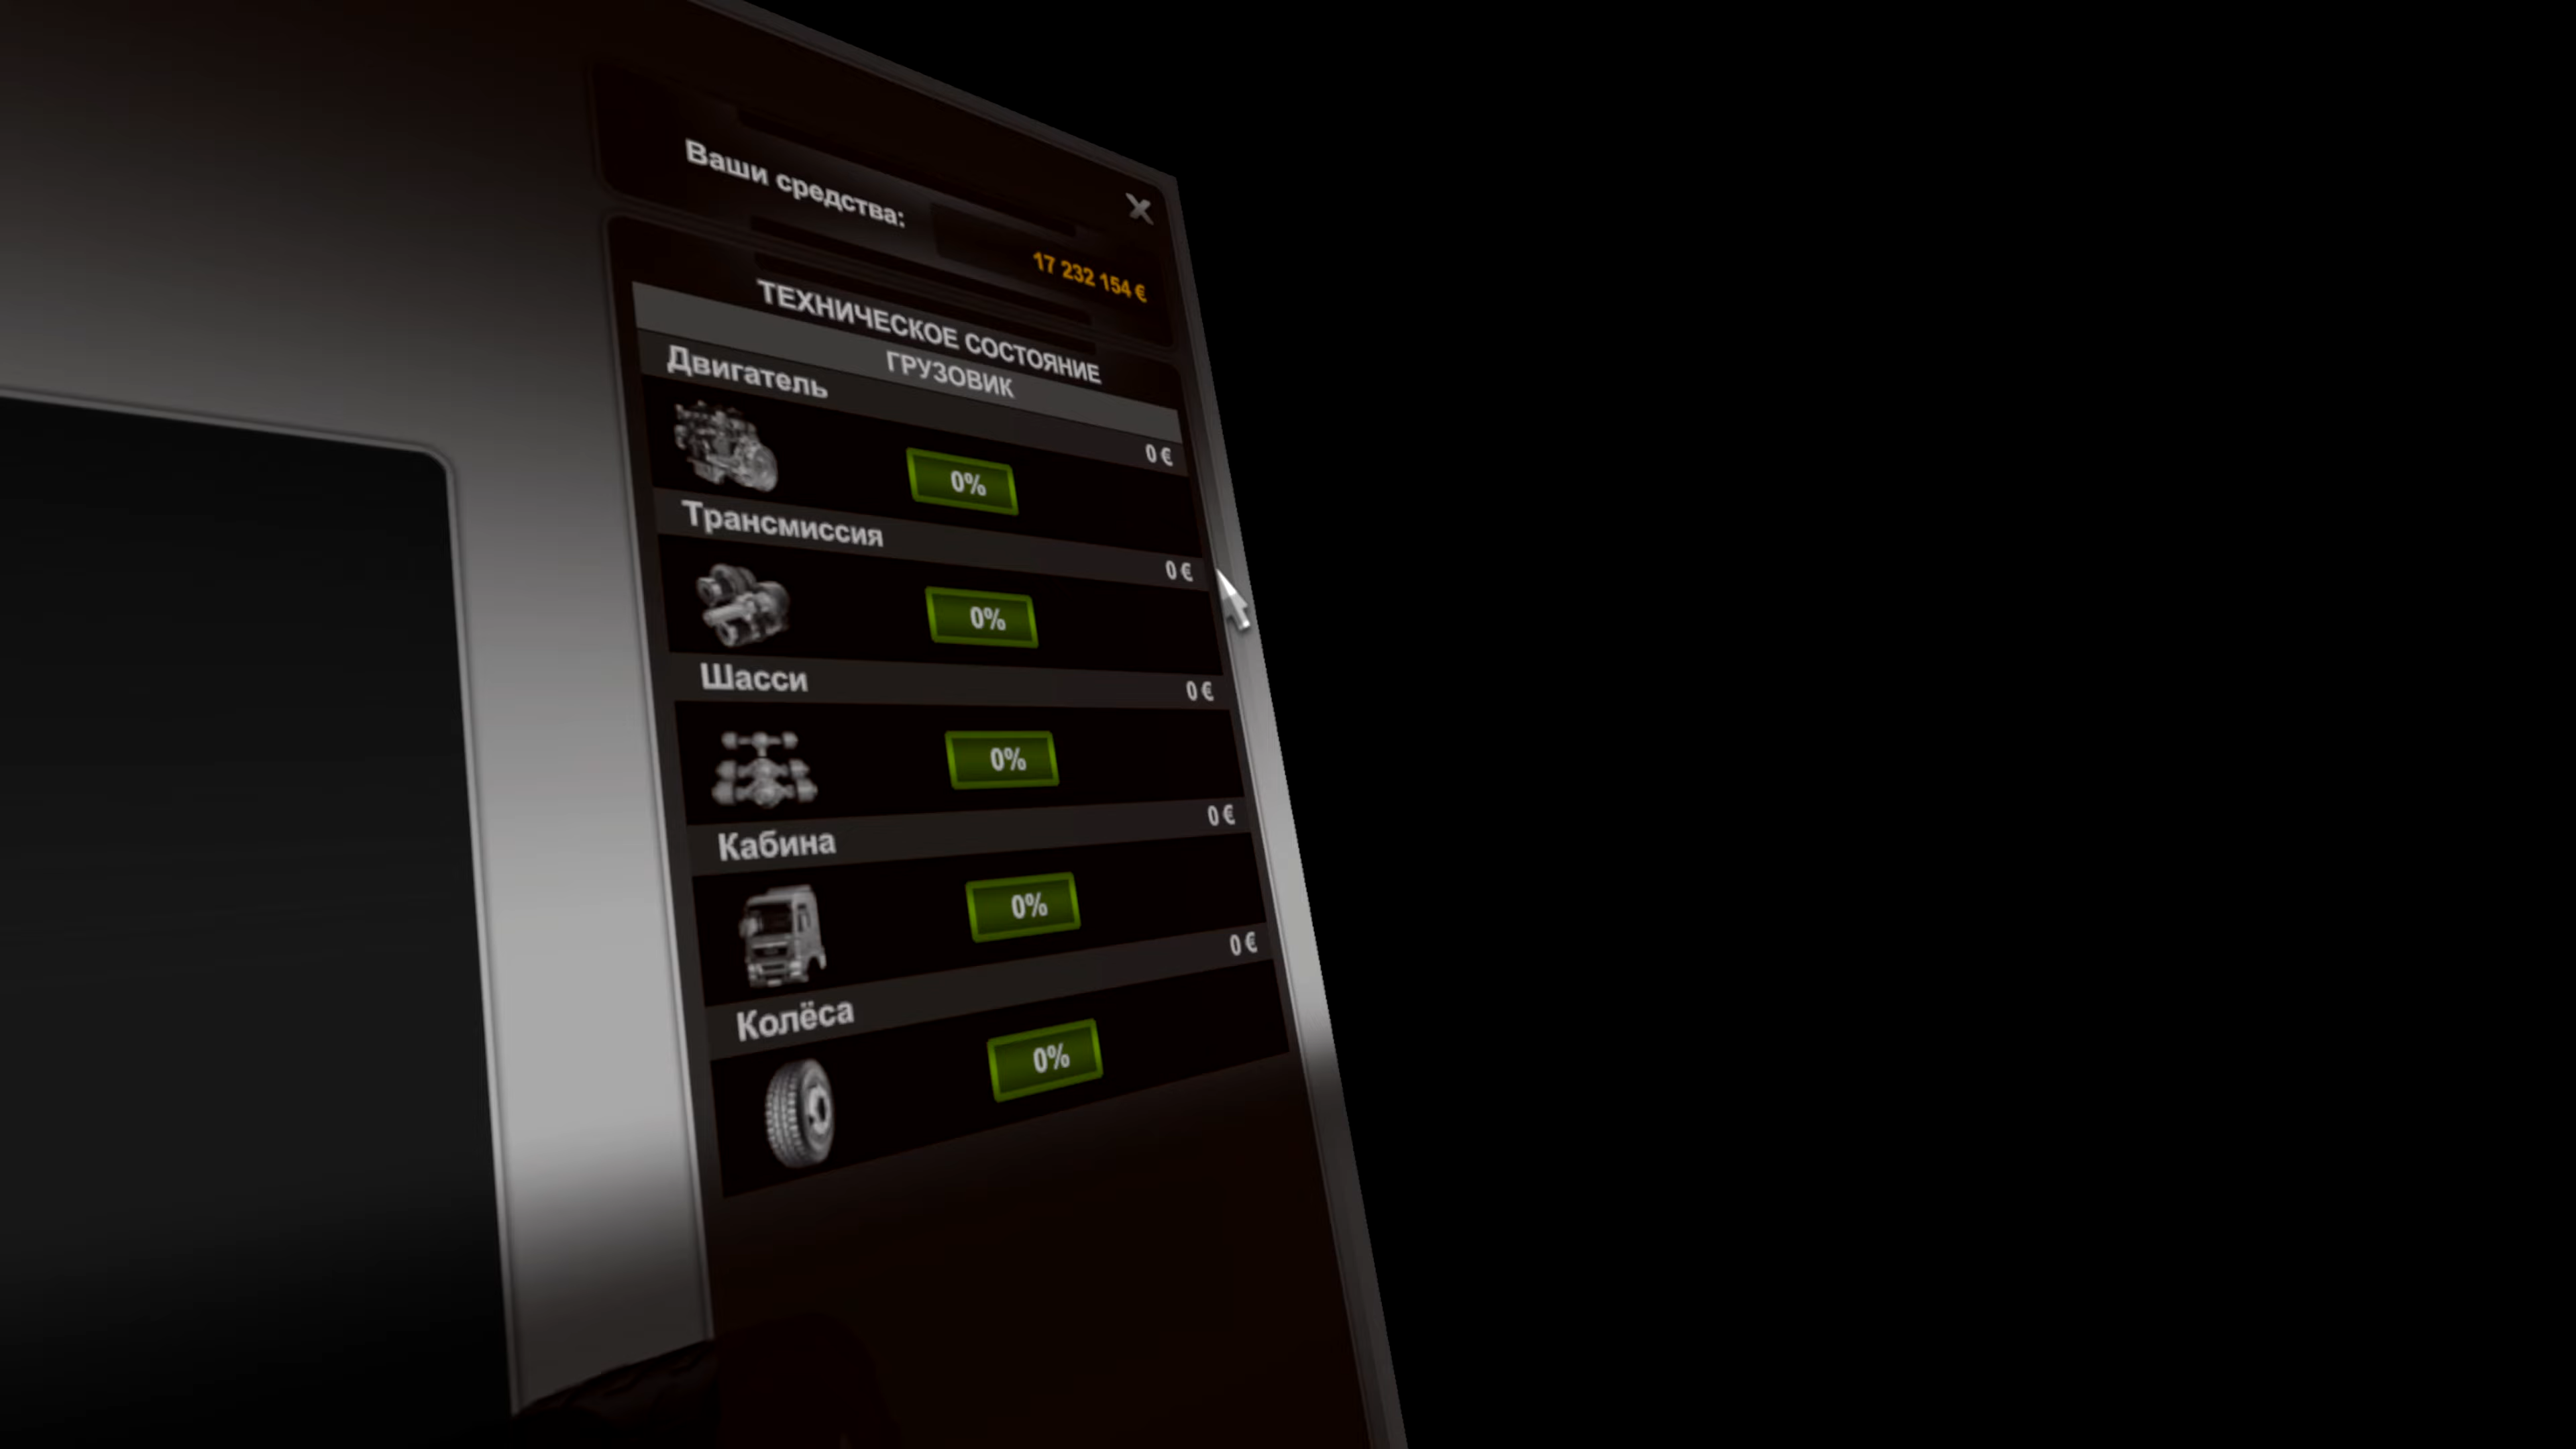 Ваши средства:
17 232 154 €
ТЕХНИЧЕСКОЕ СОСТОЯНИЕ
ГРУЗОВИК
Двигатель
0 €
0%
Трансмиссия
0 €
0%
Шасси
0 €
0%
Кабина
0 €
0%
Колёса
0 €
0%